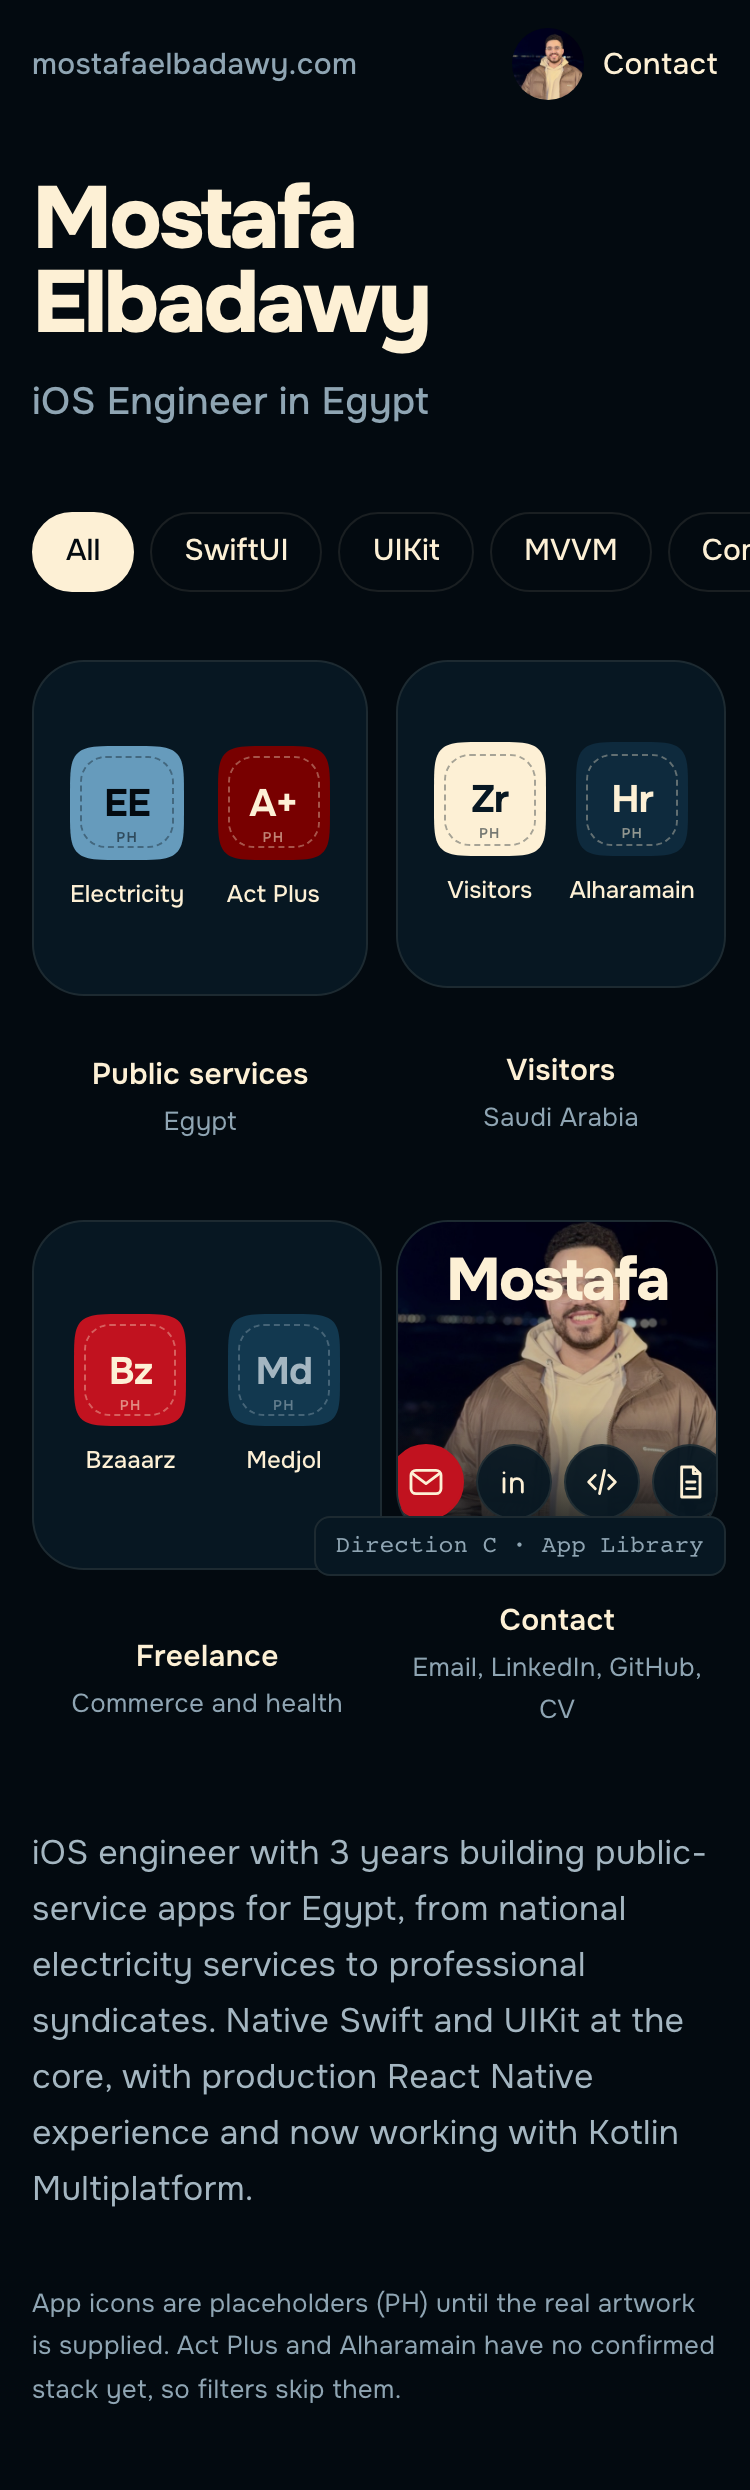 mostafaelbadawy.com
Contact
Mostafa
Elbadawy
iOS Engineer in Egypt
All
SwiftUI
UIKit
MVVM
Cor
EE
PH
Electricity
A+
PH
Act Plus
Zr
PH
Visitors
Hr
PH
Alharamain
Public services
Egypt
Visitors
Saudi Arabia
Bz
PH
Bzaaarz
Md
PH
Medjol
Mostafa
in
Direction C · App Library
Freelance
Commerce and health
Contact
Email, LinkedIn, GitHub,
CV
iOS engineer with 3 years building public-
service apps for Egypt, from national
electricity services to professional
syndicates. Native Swift and UIKit at the
core, with production React Native
experience and now working with Kotlin
Multiplatform.
App icons are placeholders (PH) until the real artwork
is supplied. Act Plus and Alharamain have no confirmed
stack yet, so filters skip them.